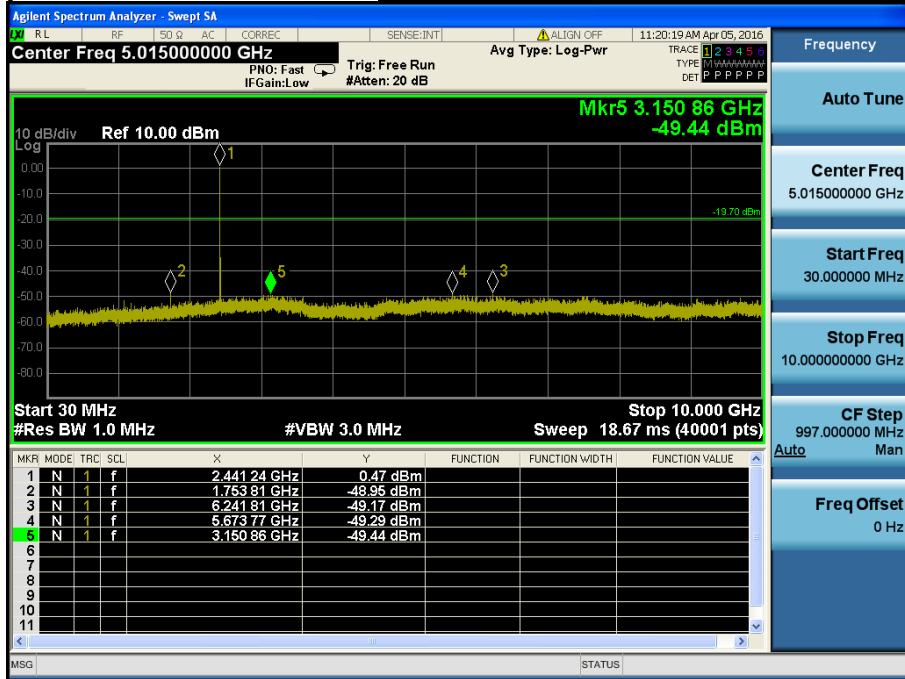 Agilent Spectrum Analyzer - Swept SA
LXI RL RF 50 Ω AC CORREC SENSE:INT ALIGN OFF 11:20:19 AM Apr 05, 2016
Center Freq 5.015000000 GHz
PNO: Fast
IFGain:Low
Trig: Free Run
#Atten: 20 dB
Avg Type: Log-Pwr
TRACE 1 2 3 4 5 6
TYPE M
DET P P P P P P
Mkr5 3.150 86 GHz
-49.44 dBm
10 dB/div Ref 10.00 dBm
Log
0.00
-10.0
-20.0
-30.0
-40.0
-50.0
-60.0
-70.0
-80.0
1
-19.70 dBm
2
5
4
3
Start 30 MHz
Stop 10.000 GHz
#Res BW 1.0 MHz #VBW 3.0 MHz Sweep 18.67 ms (40001 pts)
MKR MODE TRC SCL X Y FUNCTION FUNCTION WIDTH FUNCTION VALUE
1 N 1 f 2.441 24 GHz 0.47 dBm
2 N 1 f 1.753 81 GHz -48.95 dBm
3 N 1 f 6.241 81 GHz -49.17 dBm
4 N 1 f 5.673 77 GHz -49.29 dBm
5 N 1 f 3.150 86 GHz -49.44 dBm
6
7
8
9
10
11
MSG STATUS
Frequency
Auto Tune
Center Freq
5.015000000 GHz
Start Freq
30.000000 MHz
Stop Freq
10.000000000 GHz
CF Step
997.000000 MHz
Auto Man
Freq Offset
0 Hz